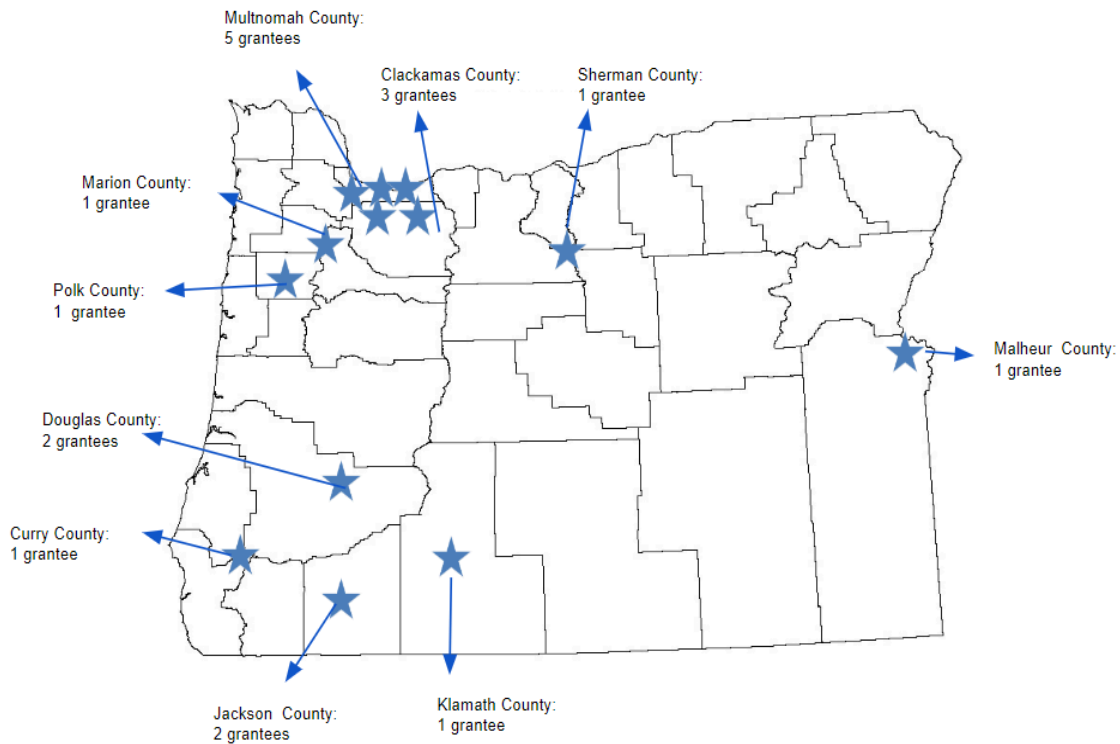 Multnomah County:
5 grantees
Clackamas County:
3 grantees
Sherman County:
1 grantee
Marion County:
1 grantee
Polk County:
1 grantee
Malheur County:
1 grantee
Douglas County:
2 grantees
Curry County:
1 grantee
Jackson County:
2 grantees
Klamath County:
1 grantee